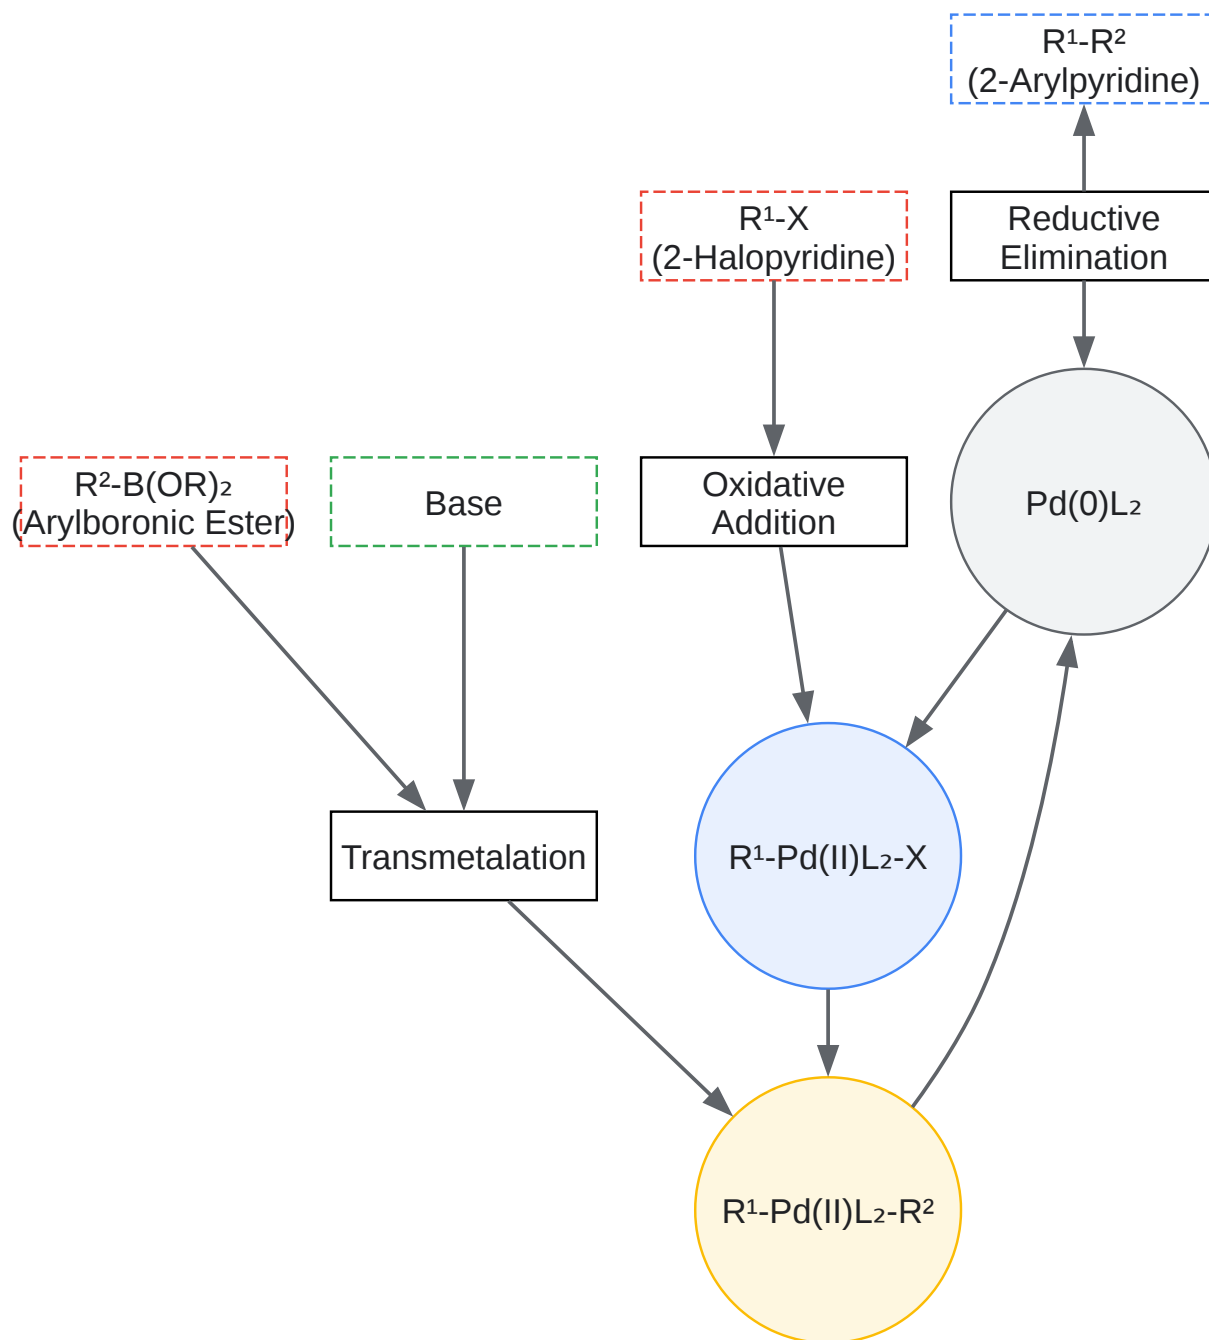 R¹-R²
(2-Arylpyridine)
R¹-X
(2-Halopyridine)
Reductive
Elimination
R²-B(OR)₂
(Arylboronic Ester)
Base
Oxidative
Addition
Pd(0)L₂
Transmetalation
R¹-Pd(II)L₂-X
R¹-Pd(II)L₂-R²